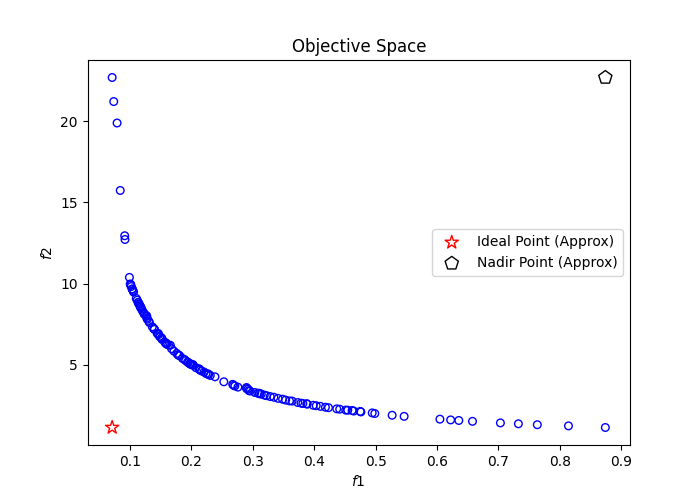 Objective Space
f2
20
15
10
5
Ideal Point (Approx)
Nadir Point (Approx)
0.1 0.2 0.3 0.4 0.5 0.6 0.7 0.8 0.9
f1